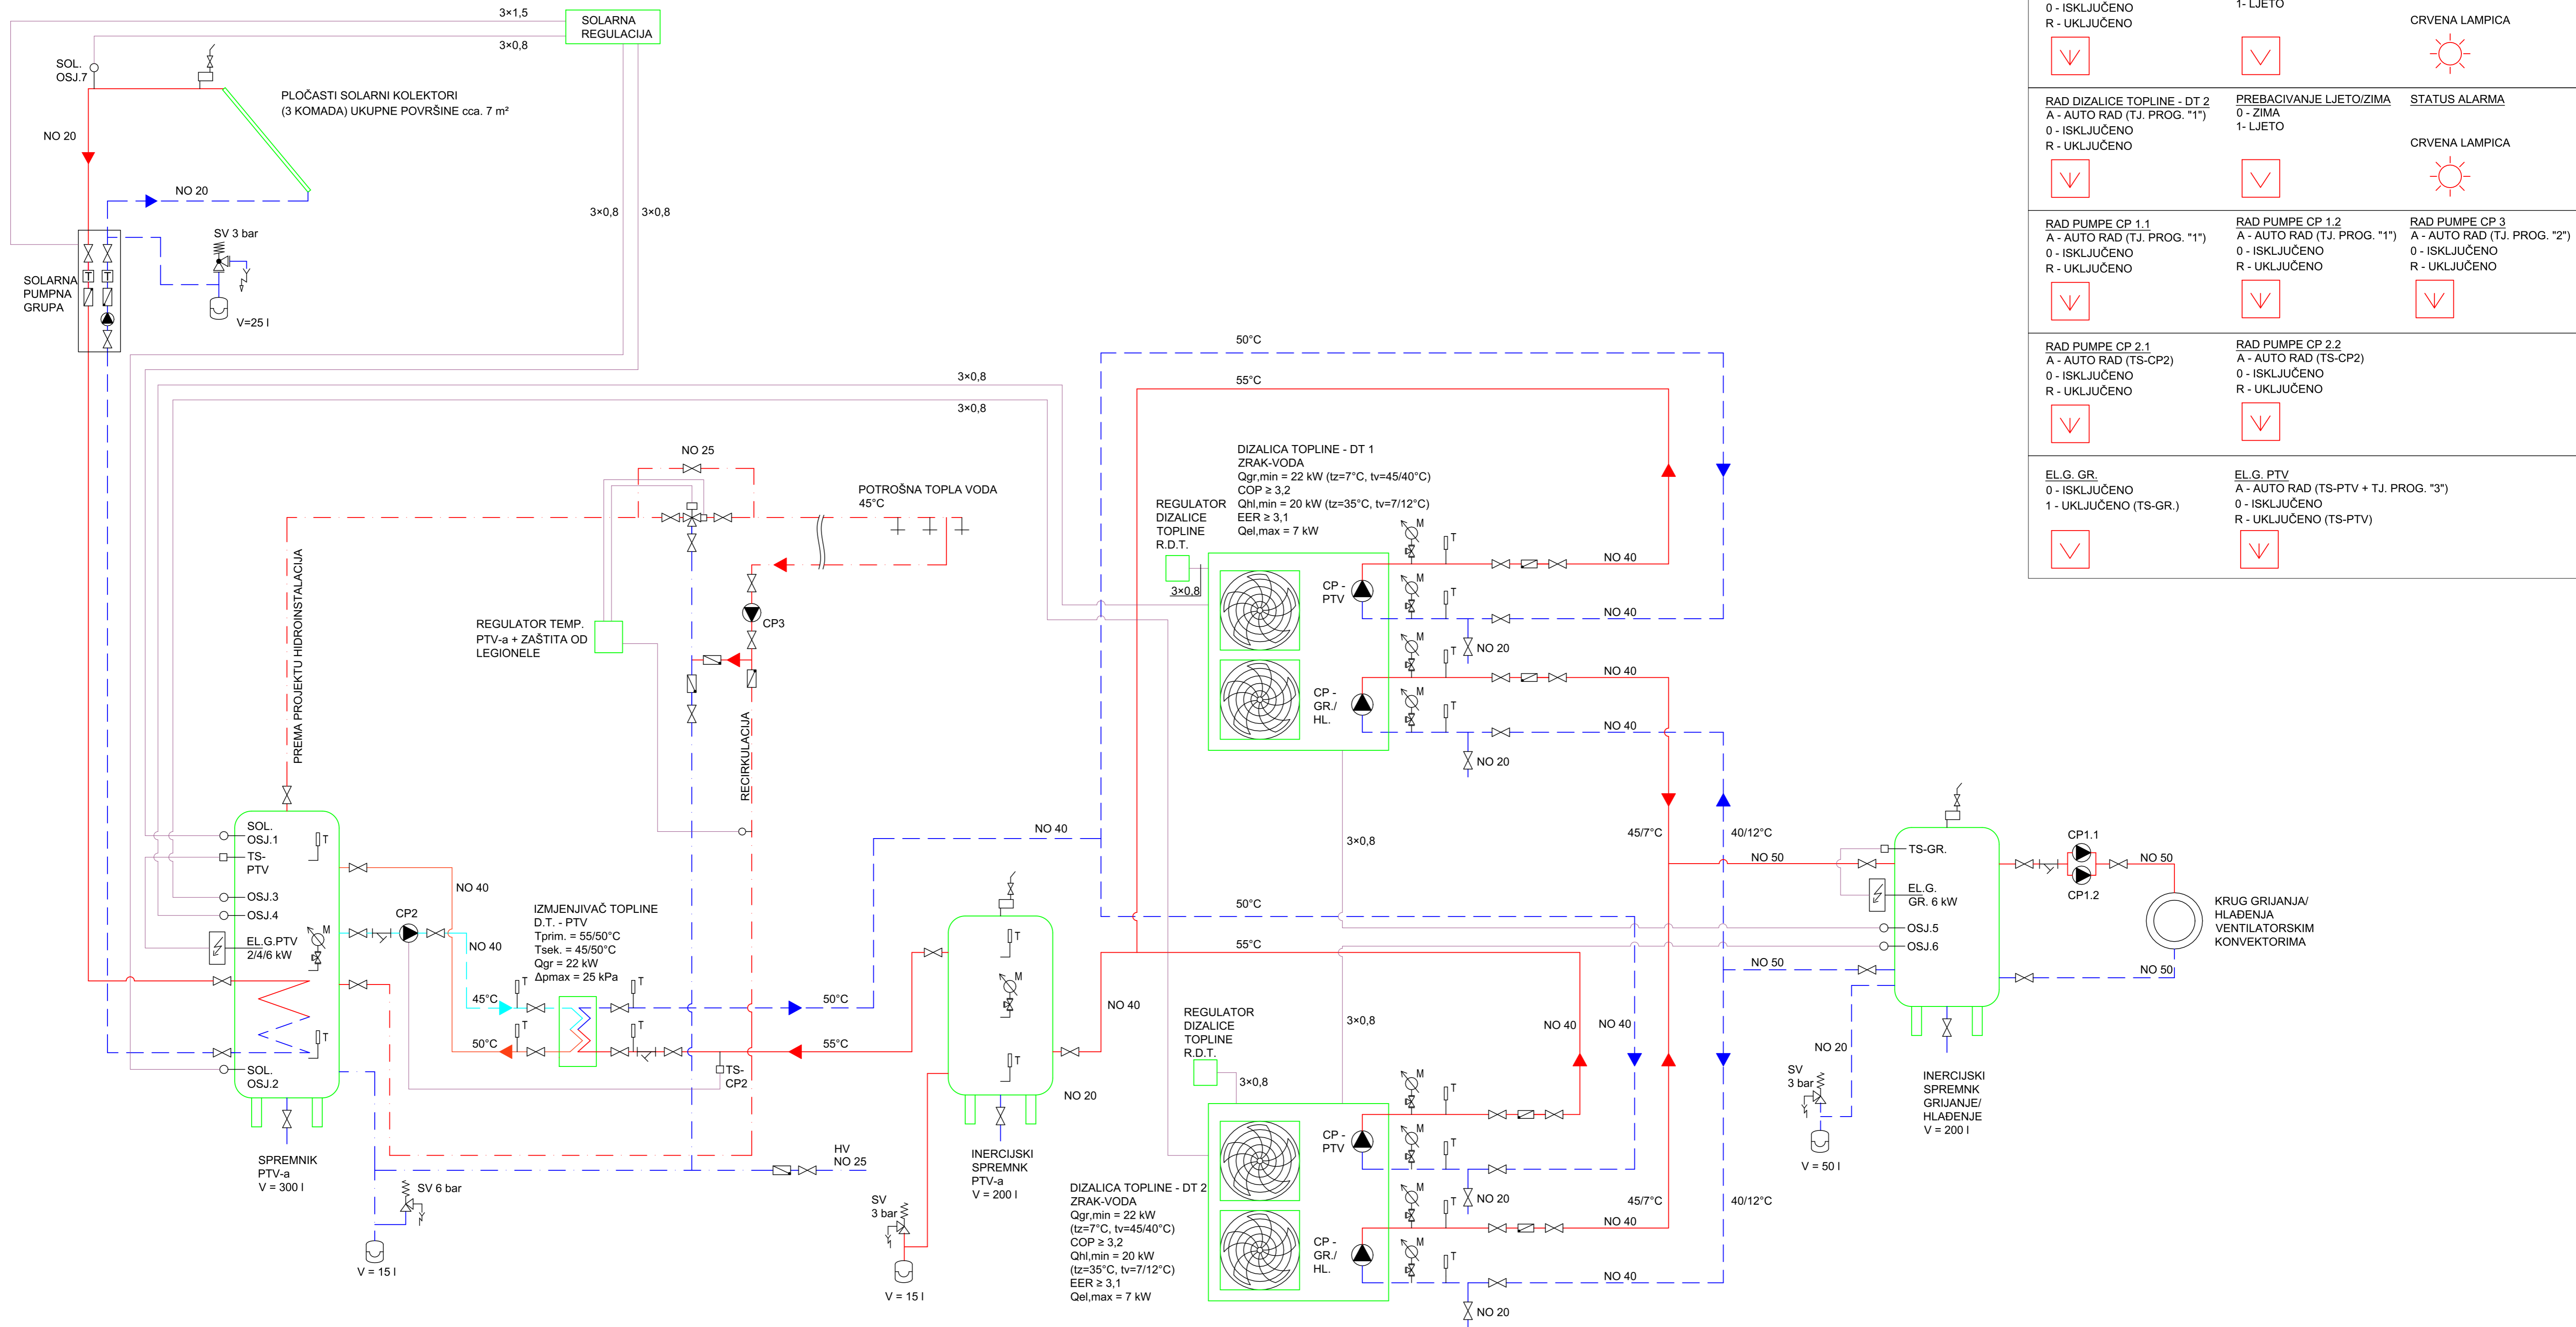 3×1,5
SOLARNA
REGULACIJA
3×0,8
SOL.
OSJ.7
PLOČASTI SOLARNI KOLEKTORI
(3 KOMADA) UKUPNE POVRŠINE cca. 7 m²
NO 20
NO 20
3×0,8
3×0,8
SV 3 bar
SOLARNA
PUMPNA
GRUPA
V=25 l
0 - ISKLJUČENO
R - UKLJUČENO
1- LJETO
CRVENA LAMPICA
RAD DIZALICE TOPLINE - DT 2
A - AUTO RAD (TJ. PROG. "1")
0 - ISKLJUČENO
R - UKLJUČENO
PREBACIVANJE LJETO/ZIMA
0 - ZIMA
1- LJETO
STATUS ALARMA
CRVENA LAMPICA
RAD PUMPE CP 1.1
A - AUTO RAD (TJ. PROG. "1")
0 - ISKLJUČENO
R - UKLJUČENO
RAD PUMPE CP 1.2
A - AUTO RAD (TJ. PROG. "1")
0 - ISKLJUČENO
R - UKLJUČENO
RAD PUMPE CP 3
A - AUTO RAD (TJ. PROG. "2")
0 - ISKLJUČENO
R - UKLJUČENO
RAD PUMPE CP 2.1
A - AUTO RAD (TS-CP2)
0 - ISKLJUČENO
R - UKLJUČENO
RAD PUMPE CP 2.2
A - AUTO RAD (TS-CP2)
0 - ISKLJUČENO
R - UKLJUČENO
EL.G. GR.
0 - ISKLJUČENO
1 - UKLJUČENO (TS-GR.)
EL.G. PTV
A - AUTO RAD (TS-PTV + TJ. PROG. "3")
0 - ISKLJUČENO
R - UKLJUČENO (TS-PTV)
50°C
55°C
3×0,8
3×0,8
NO 25
POTROŠNA TOPLA VODA
45°C
PREMA PROJEKTU HIDROINSTALACIJA
REGULATOR TEMP.
PTV-a + ZAŠTITA OD
LEGIONELE
CP3
RECIRKULACIJA
DIZALICA TOPLINE - DT 1
ZRAK-VODA
Qgr,min = 22 kW (tz=7°C, tv=45/40°C)
COP ≥ 3,2
Qhl,min = 20 kW (tz=35°C, tv=7/12°C)
EER ≥ 3,1
Qel,max = 7 kW
REGULATOR
DIZALICE
TOPLINE
R.D.T.
3×0,8
CP -
PTV
M
T
NO 40
M
T
NO 40
NO 20
CP -
GR./
HL.
M
T
NO 40
M
T
NO 40
NO 20
3×0,8
45/7°C
40/12°C
NO 50
SOL.
OSJ.1
TS-
PTV
OSJ.3
OSJ.4
EL.G.PTV
2/4/6 kW
SOL.
OSJ.2
T
M
T
SPREMNIK
PTV-a
V = 300 l
SV 6 bar
V = 15 l
NO 40
CP2
NO 40
IZMJENJIVAČ TOPLINE
D.T. - PTV
Tprim. = 55/50°C
Tsek. = 45/50°C
Qgr = 22 kW
Δpmax = 25 kPa
45°C
T
T
50°C
50°C
T
T
55°C
TS-
CP2
NO 40
HV
NO 25
T
M
T
NO 40
NO 20
INERCIJSKI
SPREMNK
PTV-a
V = 200 l
SV
3 bar
V = 15 l
50°C
55°C
REGULATOR
DIZALICE
TOPLINE
R.D.T.
3×0,8
3×0,8
NO 40
NO 40
DIZALICA TOPLINE - DT 2
ZRAK-VODA
Qgr,min = 22 kW
(tz=7°C, tv=45/40°C)
COP ≥ 3,2
Qhl,min = 20 kW
(tz=35°C, tv=7/12°C)
EER ≥ 3,1
Qel,max = 7 kW
CP -
PTV
M
T
M
T
NO 20
CP -
GR./
HL.
M
T
NO 40
M
T
NO 40
NO 20
45/7°C
40/12°C
NO 50
TS-GR.
EL.G.
GR. 6 kW
OSJ.5
OSJ.6
CP1.1
CP1.2
NO 50
NO 50
KRUG GRIJANJA/
HLAĐENJA
VENTILATORSKIM
KONVEKTORIMA
NO 20
SV
3 bar
V = 50 l
INERCIJSKI
SPREMNK
GRIJANJE/
HLAĐENJE
V = 200 l